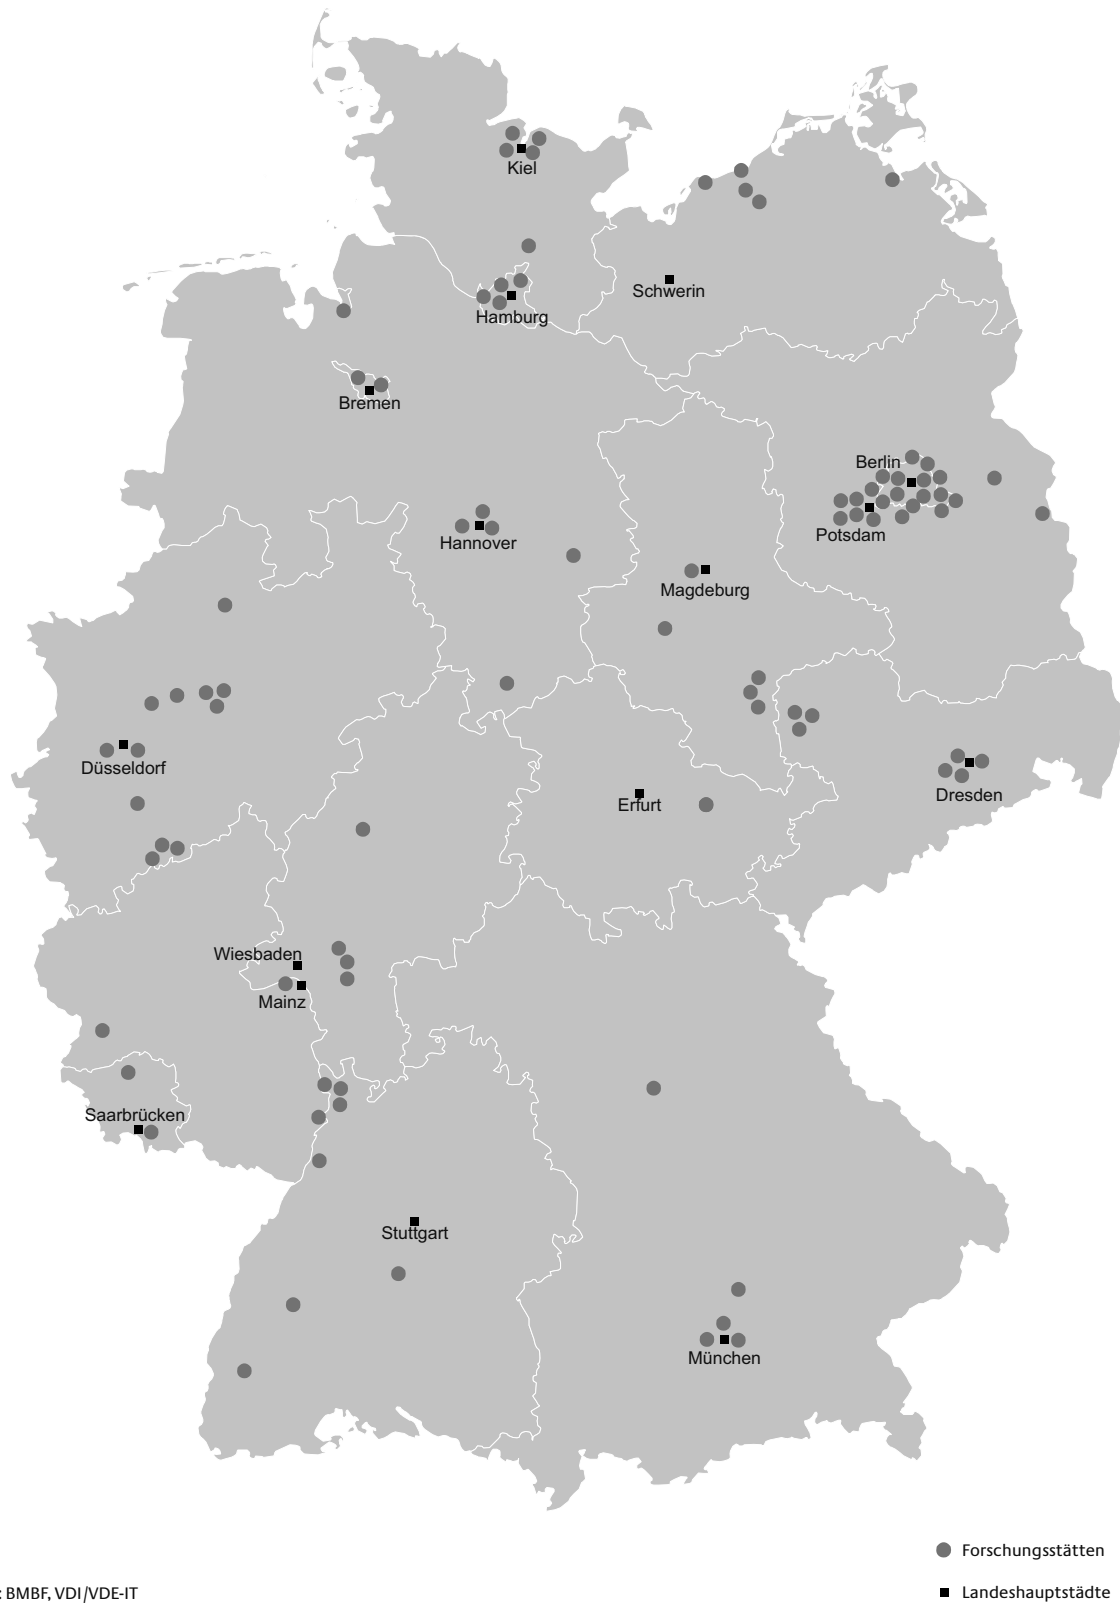 Kiel
Schwerin
Hamburg
Bremen
Berlin
Potsdam
Hannover
Magdeburg
Düsseldorf
Erfurt
Dresden
Wiesbaden
Mainz
Saarbrücken
Stuttgart
München
Forschungsstätten
: BMBF, VDI/VDE-IT
Landeshauptstädte